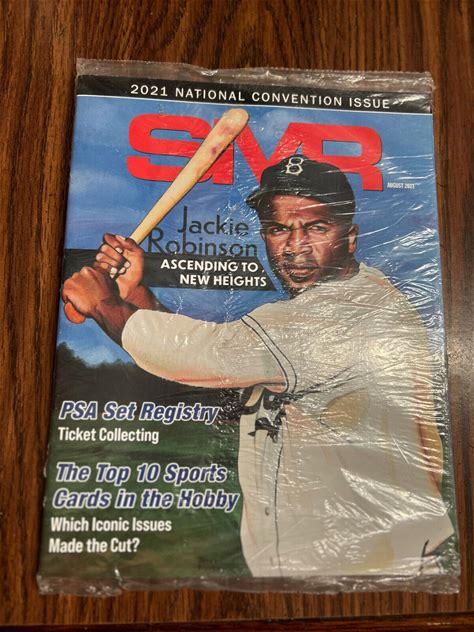 2021 NATIONAL CONVENTION ISSUE
SMR
AUGUST 2021
B
Jackie
Robinson
ASCENDING TO
NEW HEIGHTS
PSA Set Registry
Ticket Collecting
The Top 10 Sports
Cards in the Hobby
Which Iconic Issues
Made the Cut?